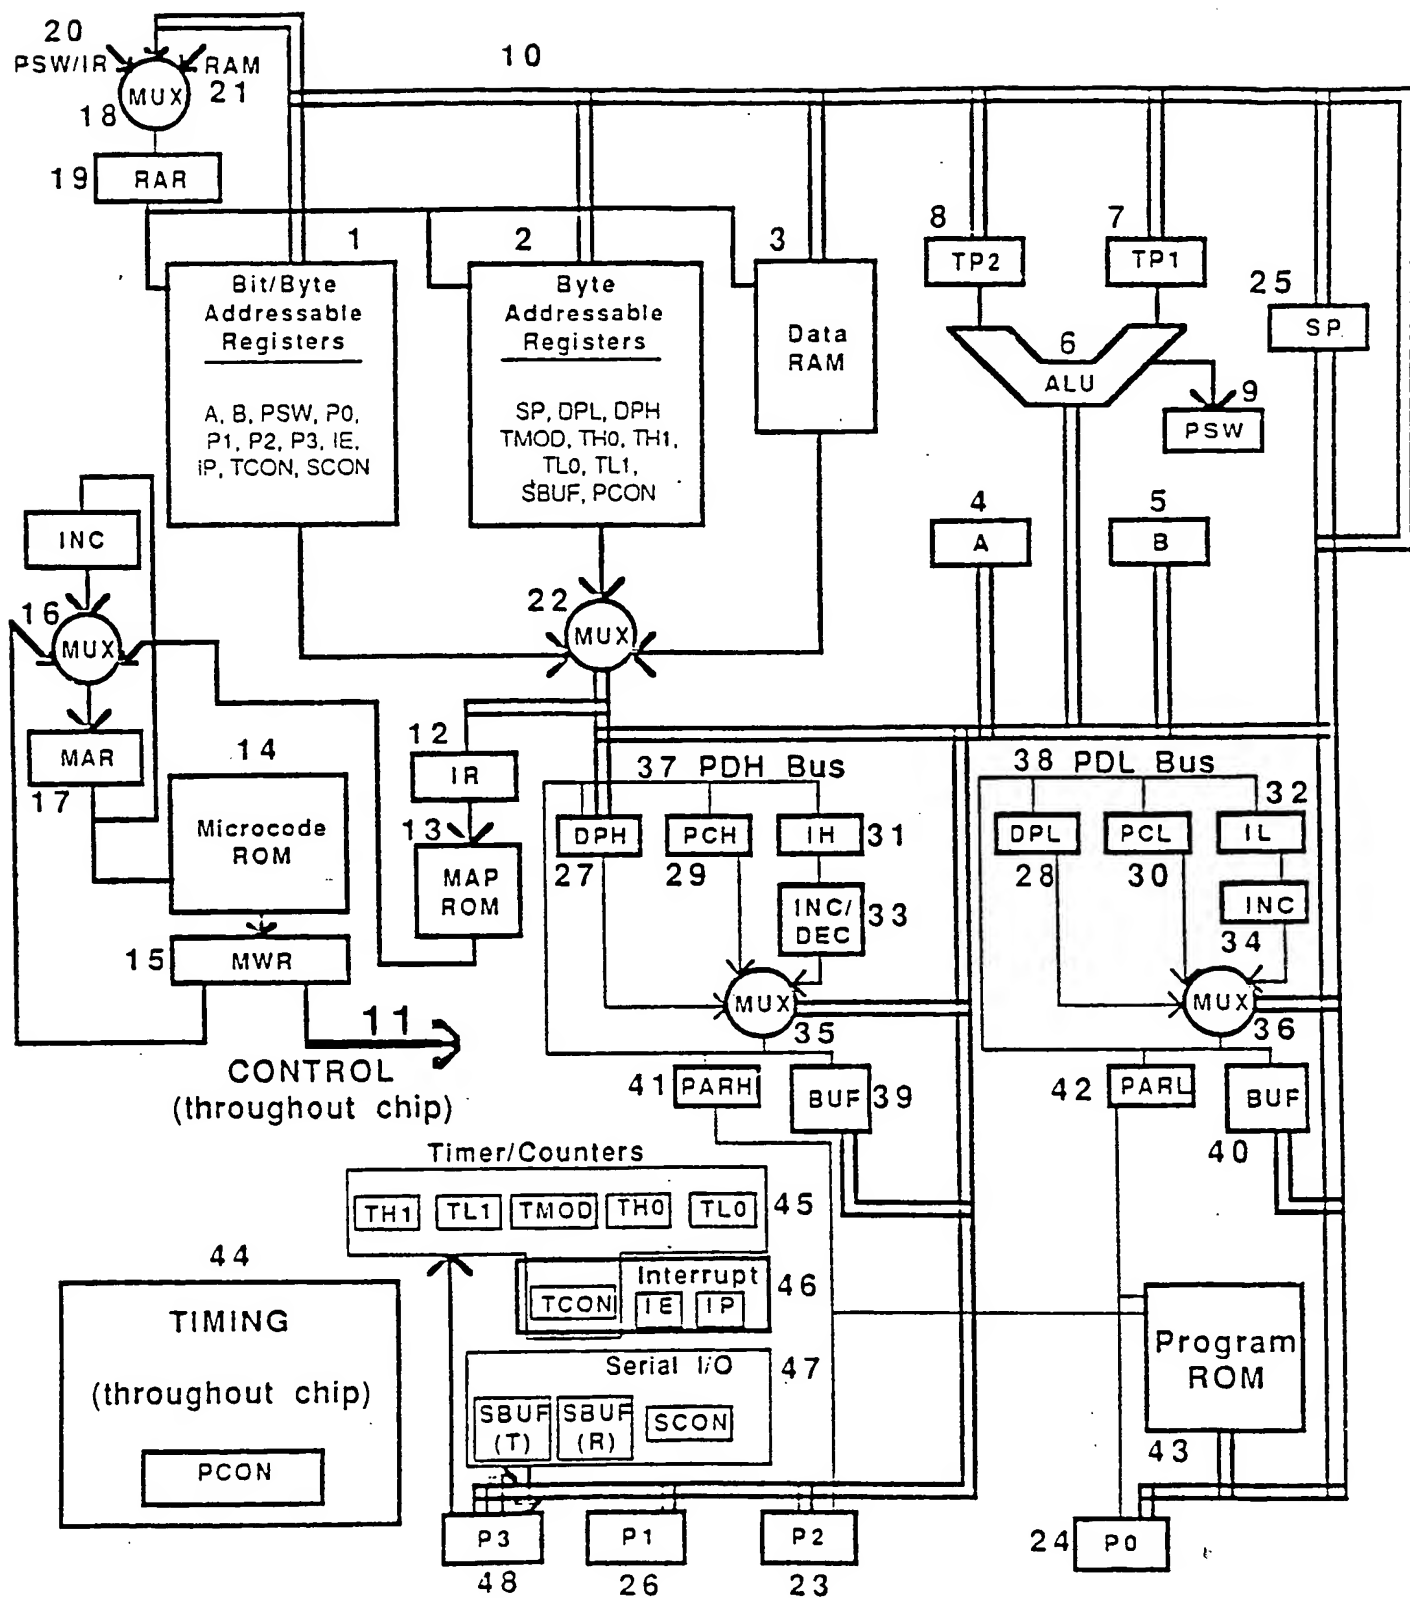 20
PSW/IR
RAM
21
MUX
18
10
19
RAR
1
2
3
8
7
TP2
TP1
25
SP
Bit/Byte
Addressable
Registers
A, B, PSW, P0,
P1, P2, P3, IE,
IP, TCON, SCON
Byte
Addressable
Registers
SP, DPL, DPH
TMOD, TH0, TH1,
TL0, TL1,
SBUF, PCON
Data
RAM
6
ALU
9
PSW
4
A
5
B
INC
16
MUX
22
MUX
MAR
17
14
Microcode
ROM
15
MWR
12
IR
13
MAP
ROM
11
CONTROL
(throughout chip)
37 PDH Bus
DPH
27
PCH
29
IH
31
INC/
DEC
33
MUX
35
41
PARH
BUF
39
38 PDL Bus
32
DPL
28
PCL
30
IL
INC
34
MUX
36
42
PARL
BUF
40
Timer/Counters
TH1
TL1
TMOD
TH0
TL0
45
Interrupt
TCON
IE
IP
46
Serial I/O
47
SBUF
(T)
SBUF
(R)
SCON
44
TIMING
(throughout chip)
PCON
Program
ROM
43
P3
48
P1
26
P2
23
24
P0